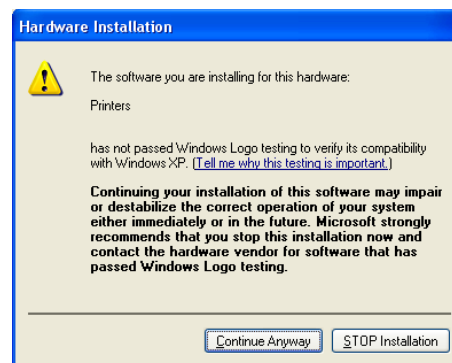 Hardware Installation
The software you are installing for this hardware:
Printers
has not passed Windows Logo testing to verify its compatibility
with Windows XP. (Tell me why this testing is important.)
Continuing your installation of this software may impair
or destabilize the correct operation of your system
either immediately or in the future. Microsoft strongly
recommends that you stop this installation now and
contact the hardware vendor for software that has
passed Windows Logo testing.
Continue Anyway STOP Installation